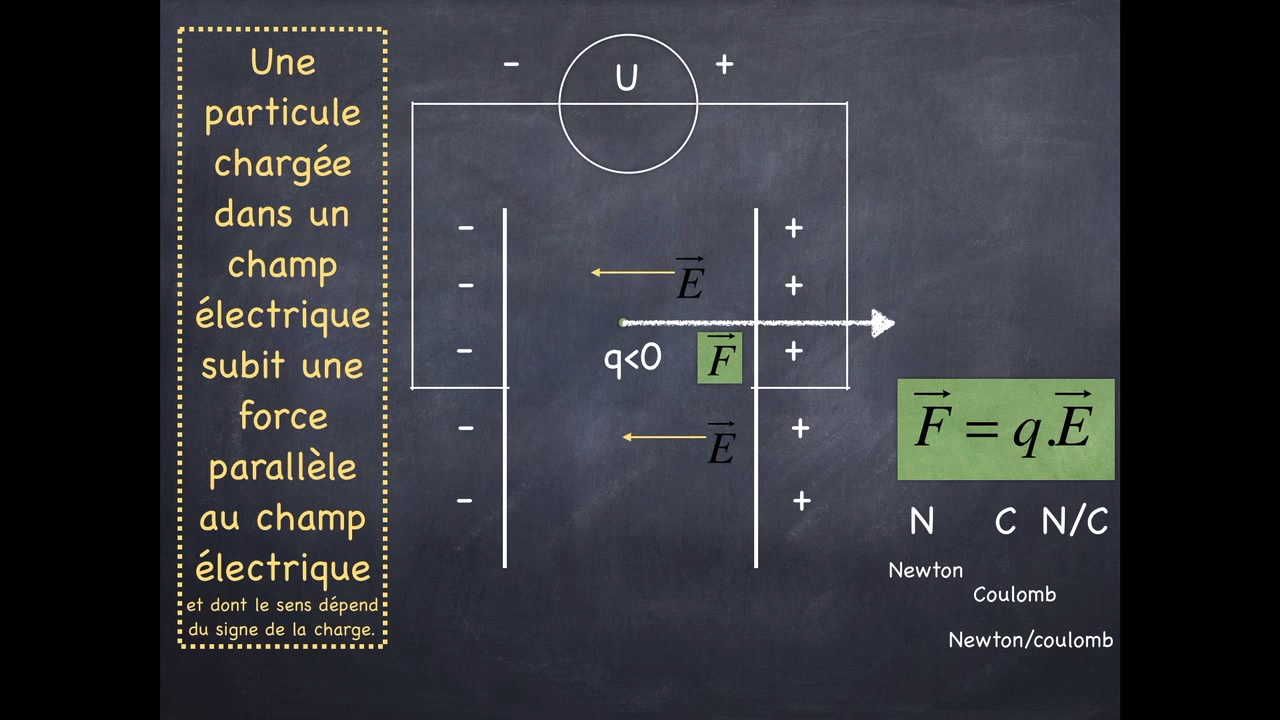 Une
particule
chargée
dans un
champ
électrique
subit une
force
parallèle
au champ
électrique
et dont le sens dépend
du signe de la charge.
- U +
- +
E
- +
q<0 F
- +
E
- +
- +
F = q.E
N C N/C
Newton
Coulomb
Newton/coulomb